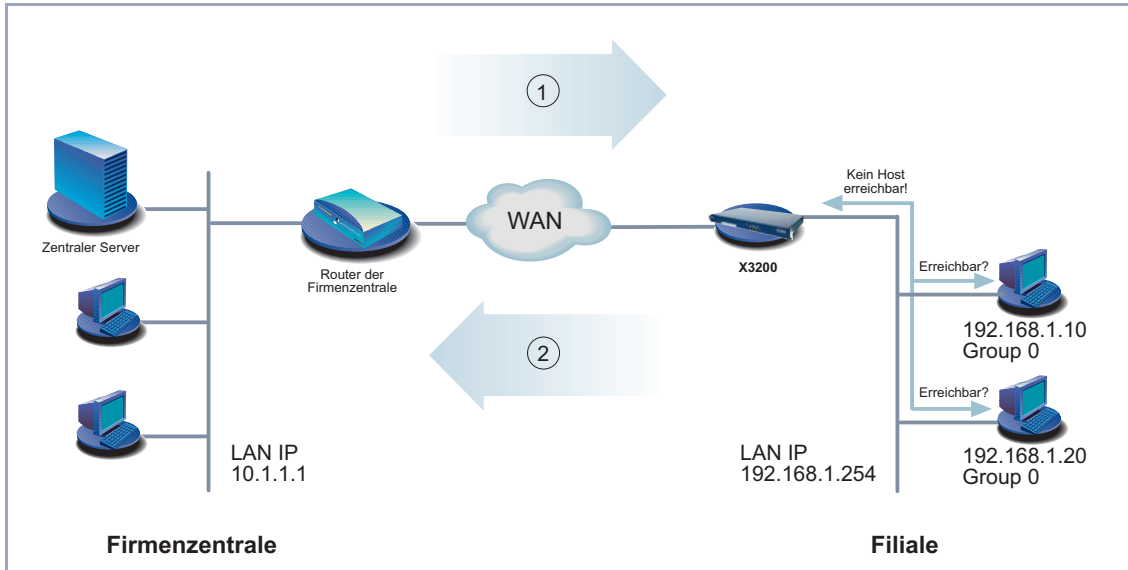 1
Kein Host
erreichbar!
WAN
Zentraler Server
Router der
Firmenzentrale
X3200
Erreichbar?
192.168.1.10
Group 0
2
Erreichbar?
192.168.1.20
Group 0
LAN IP
10.1.1.1
LAN IP
192.168.1.254
Firmenzentrale
Filiale